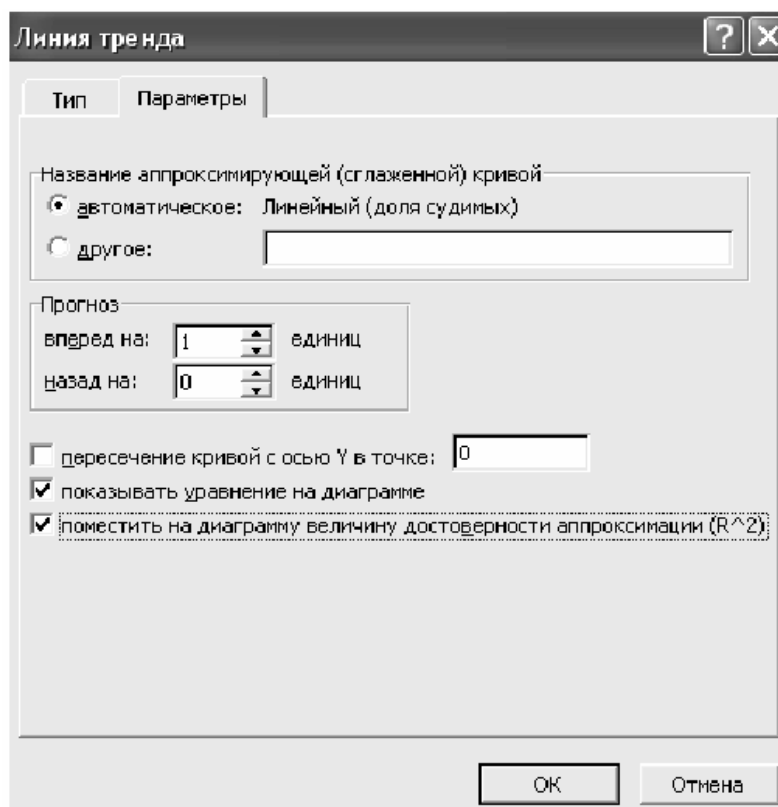 Линия тренда
Тип Параметры
Название аппроксимирующей (сглаженной) кривой
автоматическое: Линейный (доля судимых)
другое:
Прогноз
вперед на: 1 единиц
назад на: 0 единиц
пересечение кривой с осью Y в точке: 0
показывать уравнение на диаграмме
поместить на диаграмму величину достоверности аппроксимации (R^2)
ОК Отмена